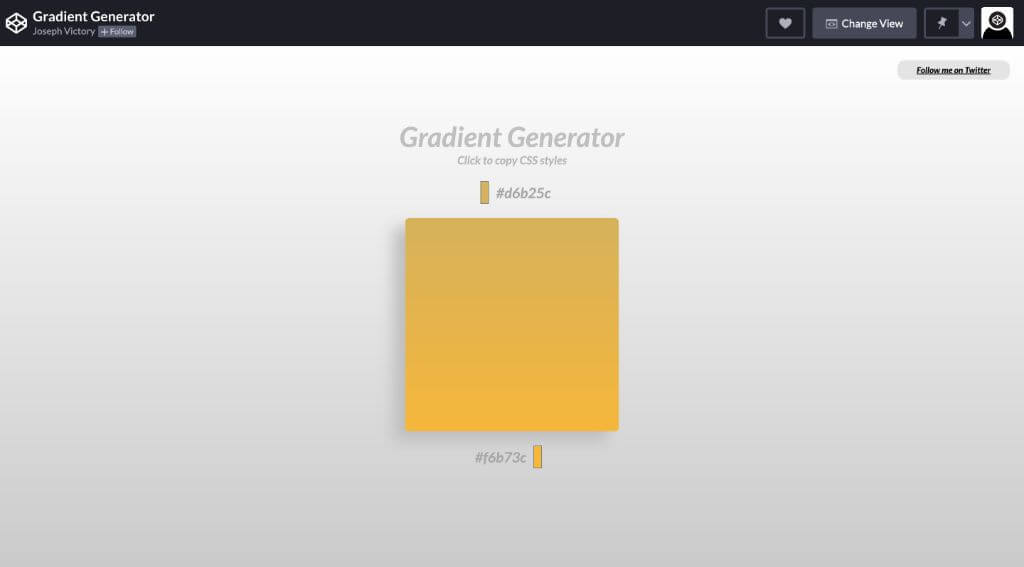 Gradient Generator
Joseph Victory + Follow
Change View
Follow me on Twitter
Gradient Generator
Click to copy CSS styles
#d6b25c
#f6b73c